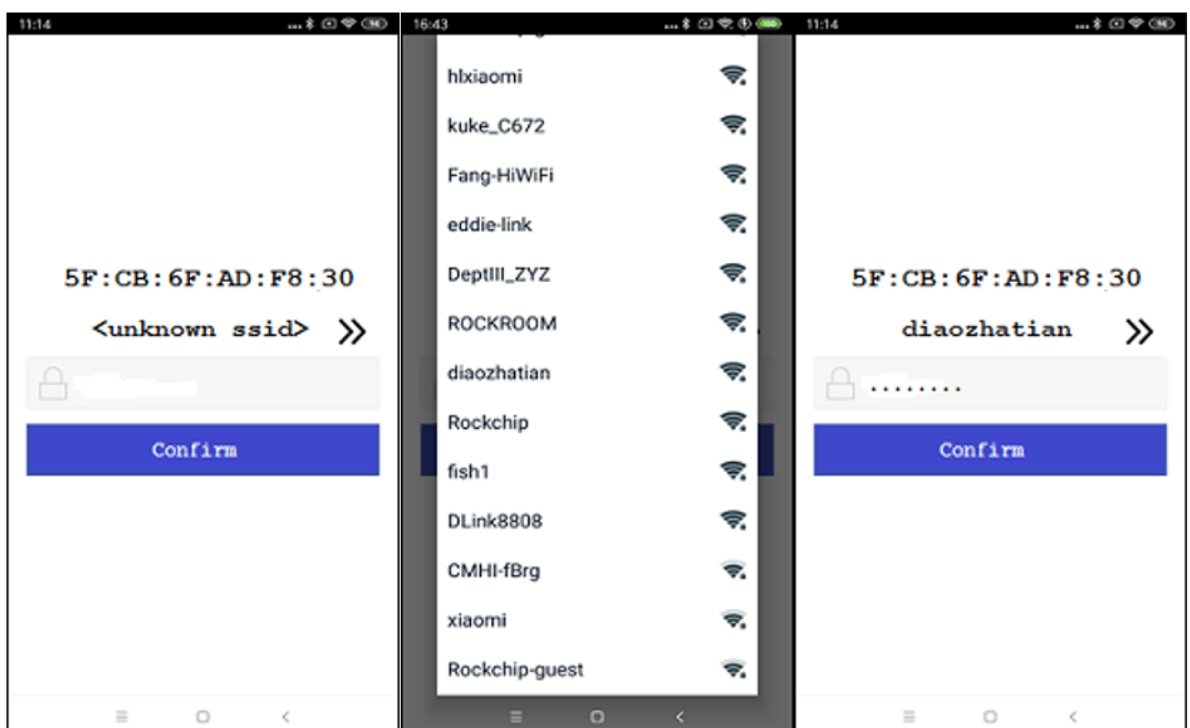 11:14
...
96
5F:CB:6F:AD:F8:30
<unknown ssid>
Confirm
16:43
...
hlxiaomi
kuke_C672
Fang-HiWiFi
eddie-link
DeptIII_ZYZ
ROCKROOM
diaozhatian
Rockchip
fish1
DLink8808
CMHI-fBrg
xiaomi
Rockchip-guest
11:14
...
96
5F:CB:6F:AD:F8:30
diaozhatian
........
Confirm